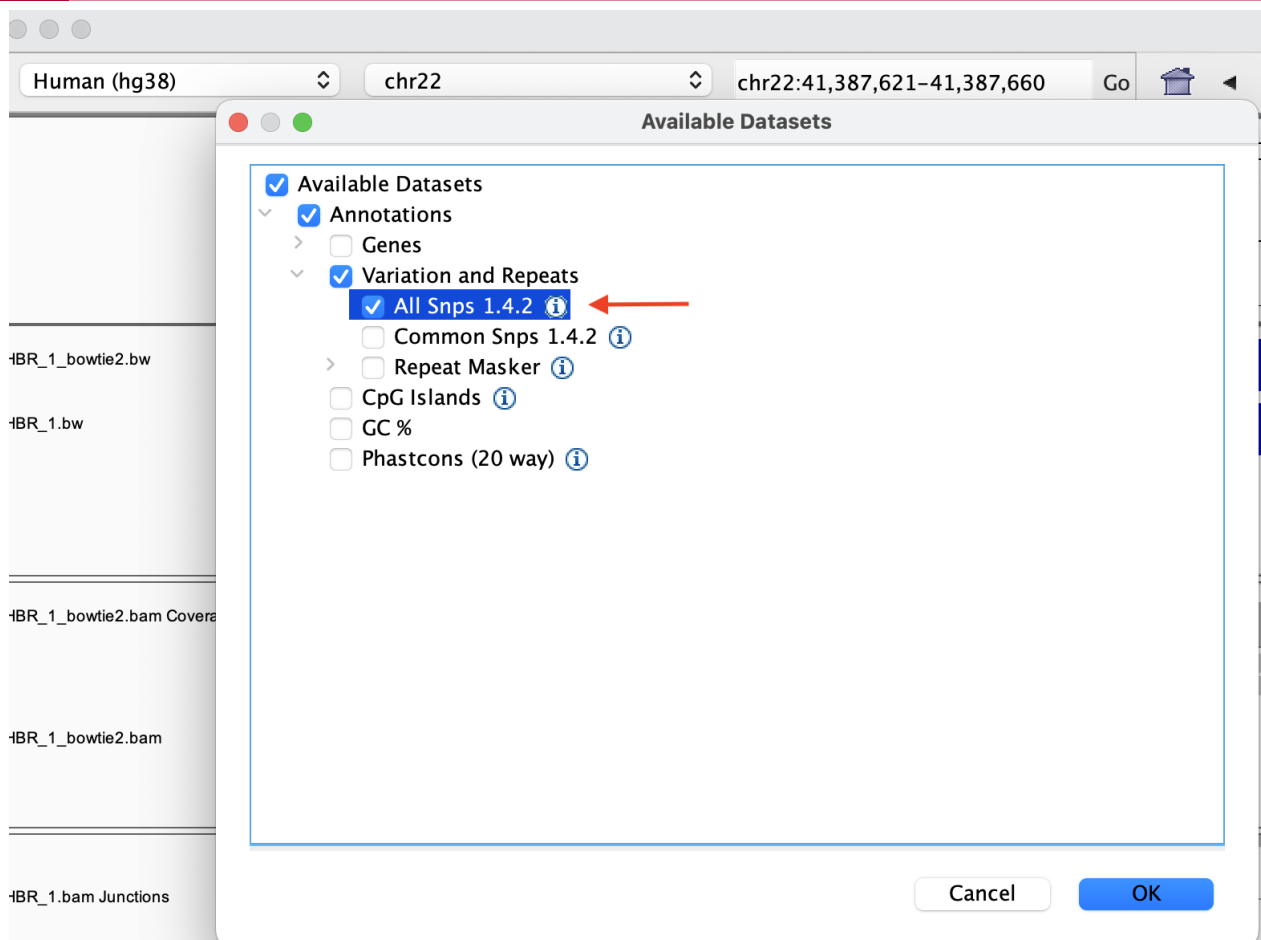 Human (hg38) chr22 chr22:41,387,621-41,387,660 Go
Available Datasets
Available Datasets
Annotations
Genes
Variation and Repeats
All Snps 1.4.2
Common Snps 1.4.2
Repeat Masker
CpG Islands
GC %
Phastcons (20 way)
HBR_1_bowtie2.bw
HBR_1.bw
HBR_1_bowtie2.bam Covera
HBR_1_bowtie2.bam
HBR_1.bam Junctions
Cancel OK